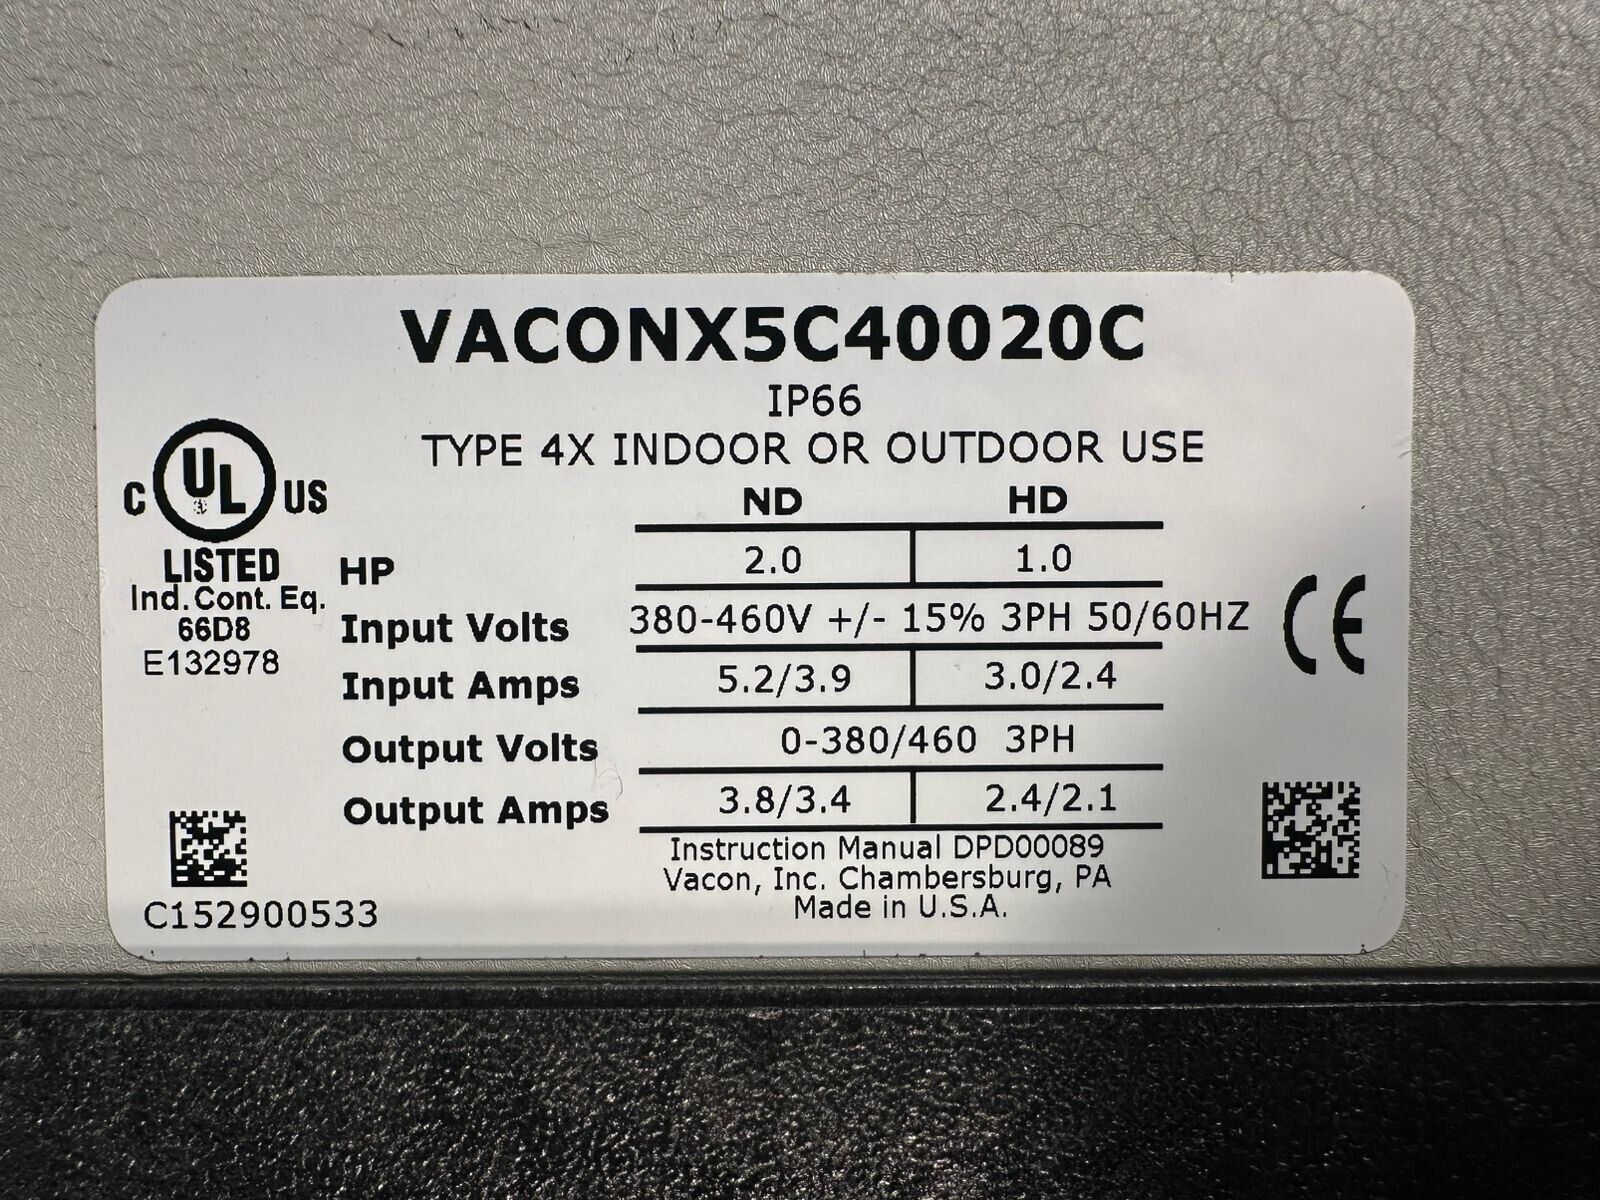 VACONX5C40020C
IP66
TYPE 4X INDOOR OR OUTDOOR USE
C UL US
LISTED
Ind. Cont. Eq.
66D8
E132978
ND HD
HP 2.0 1.0
Input Volts 380-460V +/- 15% 3PH 50/60HZ
Input Amps 5.2/3.9 3.0/2.4
Output Volts 0-380/460 3PH
Output Amps 3.8/3.4 2.4/2.1
CE
Instruction Manual DPD00089
Vacon, Inc. Chambersburg, PA
Made in U.S.A.
C152900533